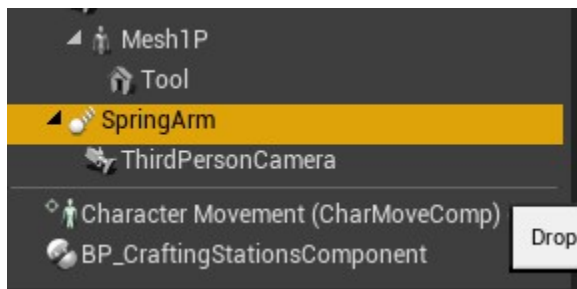 Mesh1P
Tool
SpringArm
ThirdPersonCamera
Character Movement (CharMoveComp)
Drop
BP_CraftingStationsComponent